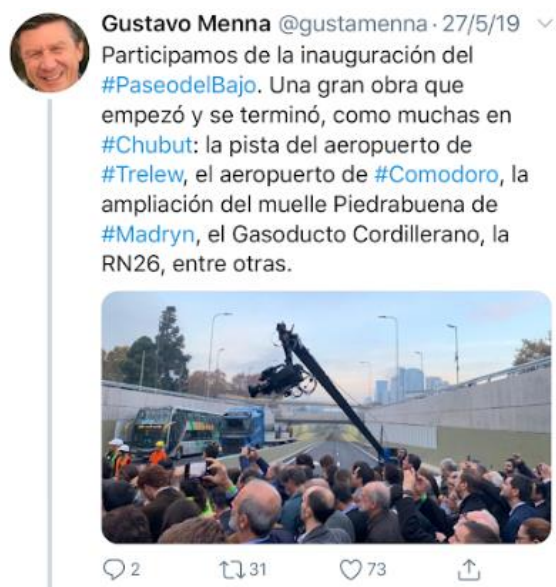 Gustavo Menna @gustamenna · 27/5/19
Participamos de la inauguración del
#PaseodelBajo. Una gran obra que
empezó y se terminó, como muchas en
#Chubut: la pista del aeropuerto de
#Trelew, el aeropuerto de #Comodoro, la
ampliación del muelle Piedrabuena de
#Madryn, el Gasoducto Cordillerano, la
RN26, entre otras.
2 31 73